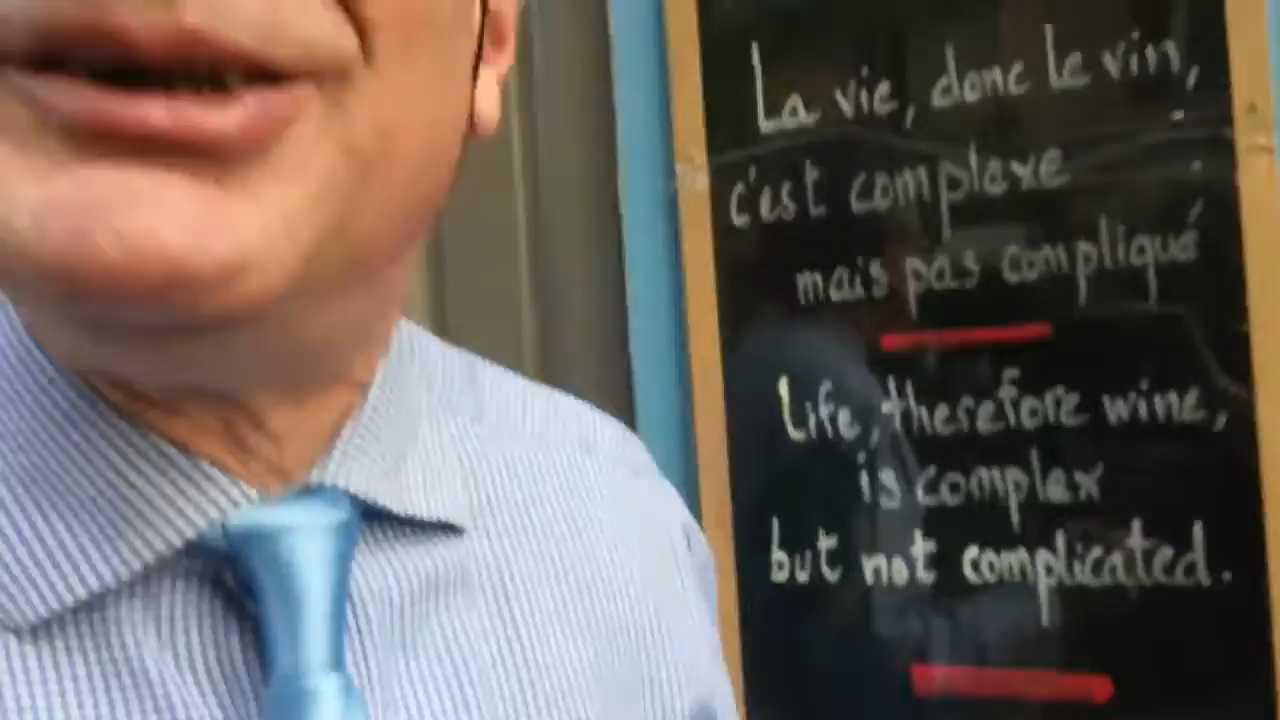 La vie, donc le vin,
c'est complexe
mais pas compliqué
Life, therefore wine,
is complex
but not complicated.